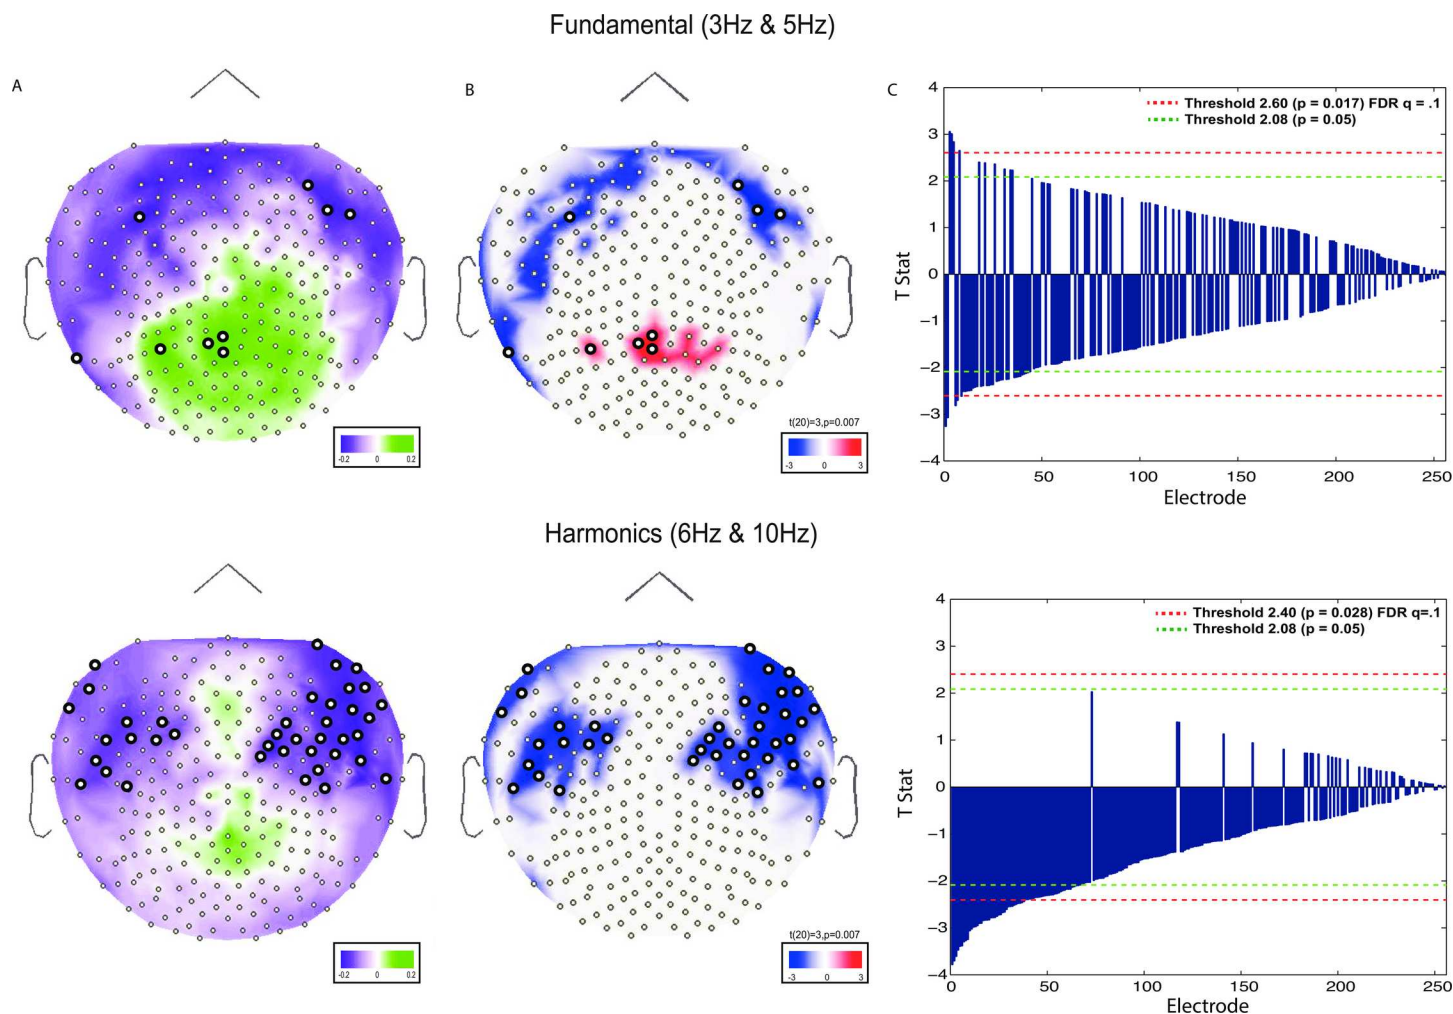 Fundamental (3Hz & 5Hz)
A
B
C
4
3
2
1
0
−1
−2
−3
−4
T Stat
Threshold 2.60 (p = 0.017) FDR q = .1
Threshold 2.08 (p = 0.05)
0 50 100 150 200 250
Electrode
-0.2 0 0.2
t(20)=3,p=0.007
-3 0 3
Harmonics (6Hz & 10Hz)
4
3
2
1
0
−1
−2
−3
−4
T Stat
Threshold 2.40 (p = 0.028) FDR q=.1
Threshold 2.08 (p = 0.05)
0 50 100 150 200 250
Electrode
-0.2 0 0.2
t(20)=3,p=0.007
-3 0 3